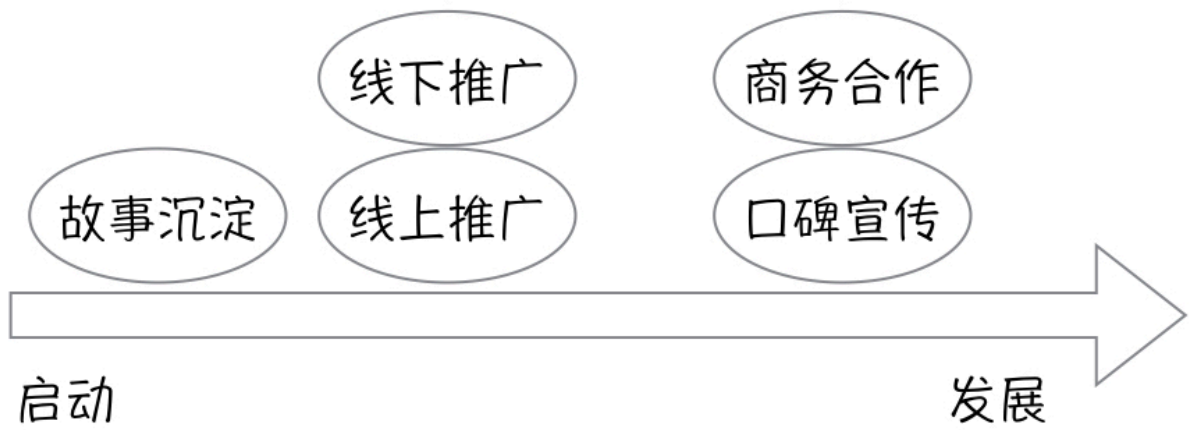 线下推广
商务合作
故事沉淀
线上推广
口碑宣传
启动
发展